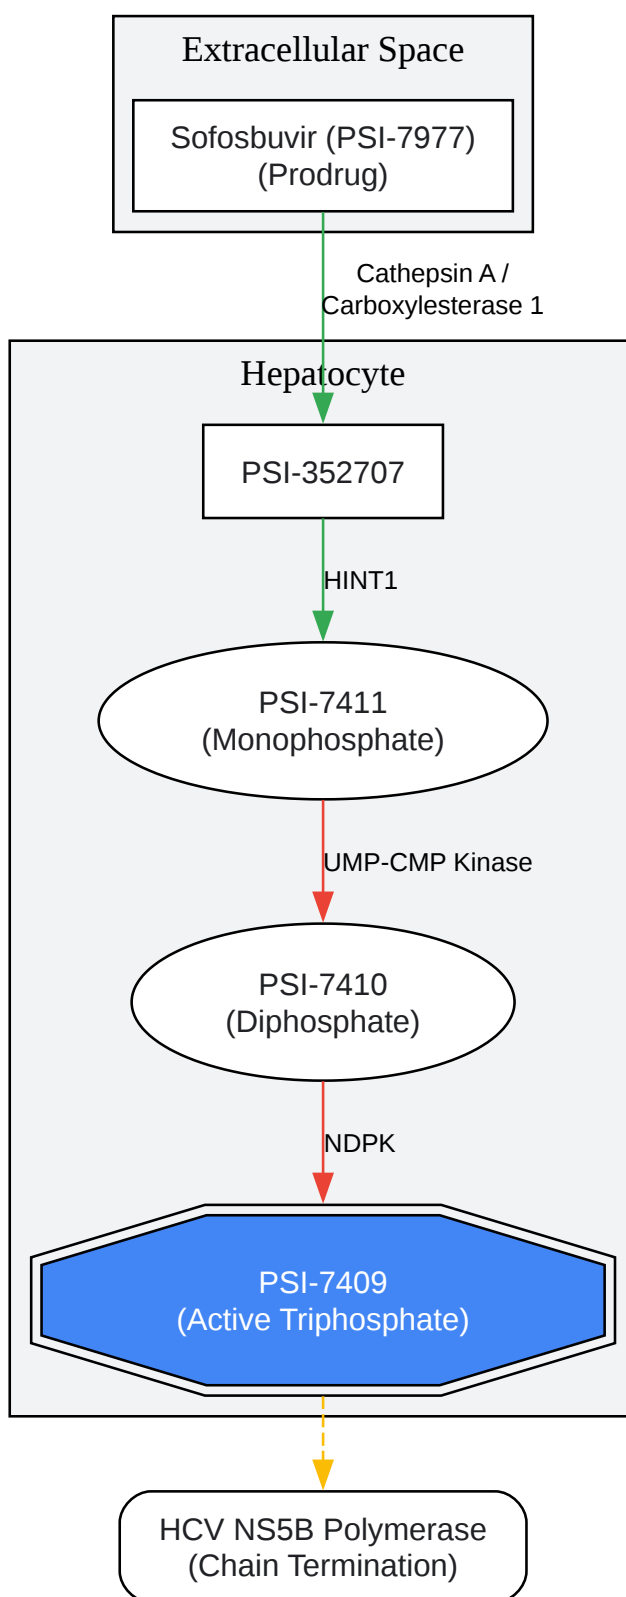 Extracellular Space
Sofosbuvir (PSI-7977)
(Prodrug)
Cathepsin A /
Carboxylesterase 1
Hepatocyte
PSI-352707
HINT1
PSI-7411
(Monophosphate)
UMP-CMP Kinase
PSI-7410
(Diphosphate)
NDPK
PSI-7409
(Active Triphosphate)
HCV NS5B Polymerase
(Chain Termination)